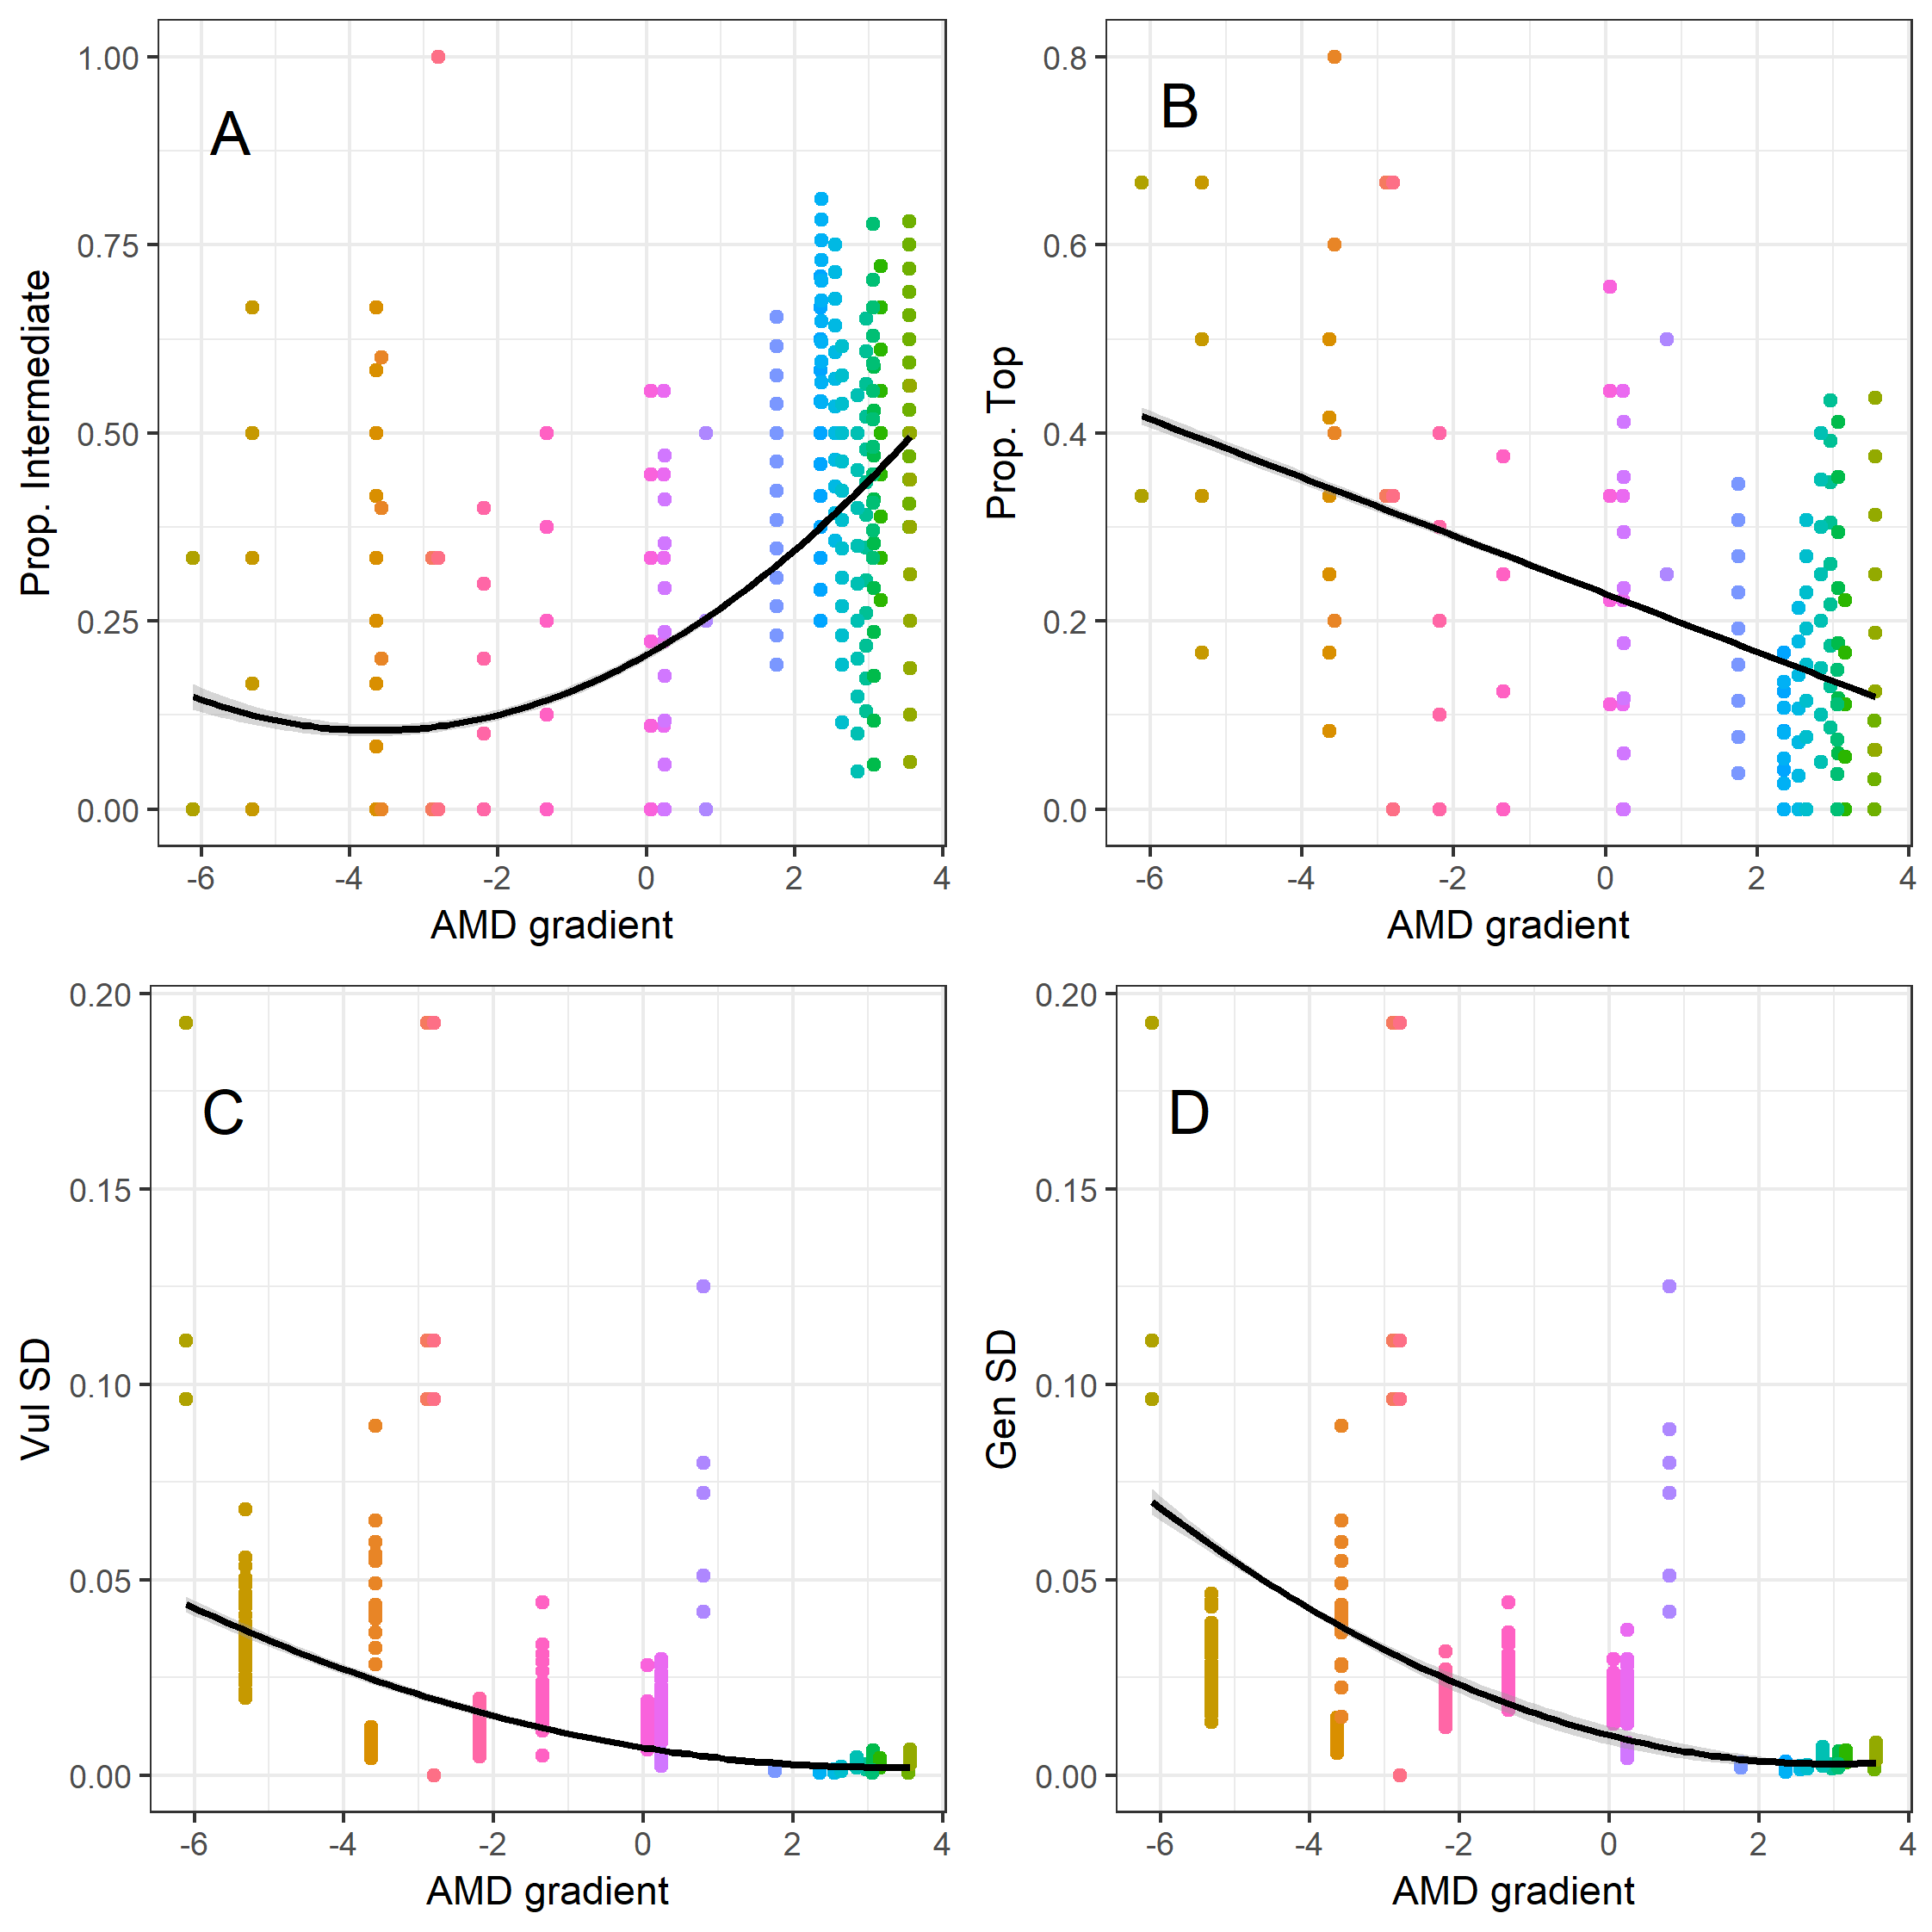 A
Prop. Intermediate
1.00
0.75
0.50
0.25
0.00
-6 -4 -2 0 2 4
AMD gradient
B
Prop. Top
0.8
0.6
0.4
0.2
0.0
-6 -4 -2 0 2 4
AMD gradient
C
Vul SD
0.20
0.15
0.10
0.05
0.00
-6 -4 -2 0 2 4
AMD gradient
D
Gen SD
0.20
0.15
0.10
0.05
0.00
-6 -4 -2 0 2 4
AMD gradient